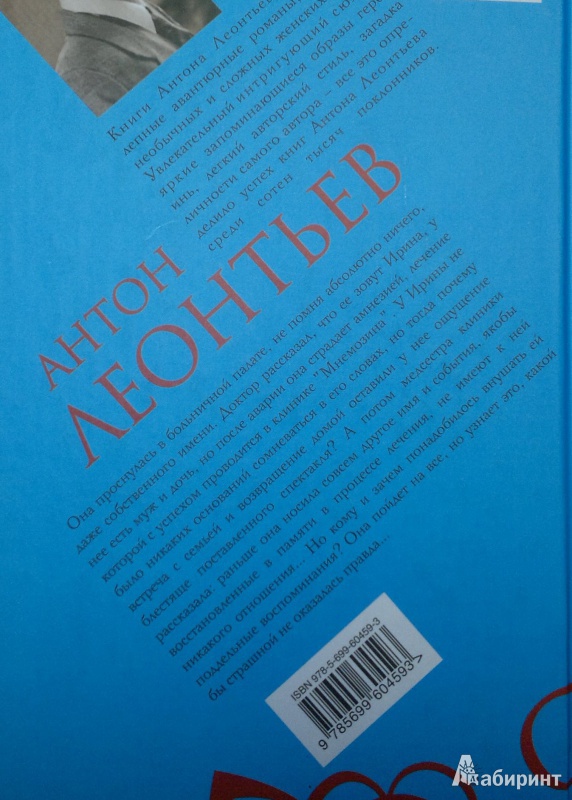 Книги Антона Леонтьев
лепные авантюрные романы
необычных и сложных женских
Увлекательный интригующий сю
яркие запоминающиеся образы геро
инь, легкий авторский стиль, загадка
личности самого автора – все это опре-
делило успех книг Антона Леонтьева
среди сотен тысяч поклонников.
АНТОН
ЛЕОНТЬЕВ
Она проснулась в больничной палате, не помня абсолютно ничего,
даже собственного имени. Доктор рассказал, что ее зовут Ирина, у
нее есть муж и дочь, но после аварии она страдает амнезией, лечение
которой с успехом проводится в клинике "Мнемозина". У Ирины не
было никаких оснований сомневаться в его словах, но тогда почему
встреча с семьей и возвращение домой оставили у нее ощущение
блестяще поставленного спектакля? А потом медсестра клиники
рассказала: раньше она носила совсем другое имя и события, якобы
восстановленные в памяти в процессе лечения, не имеют к ней
никакого отношения... Но кому и зачем понадобилось внушать ей
поддельные воспоминания? Она пойдет на все, но узнает это, какой
бы страшной не оказалась правда...
ISBN 978-5-699-60459-3
9 785699 604593>
Лабиринт